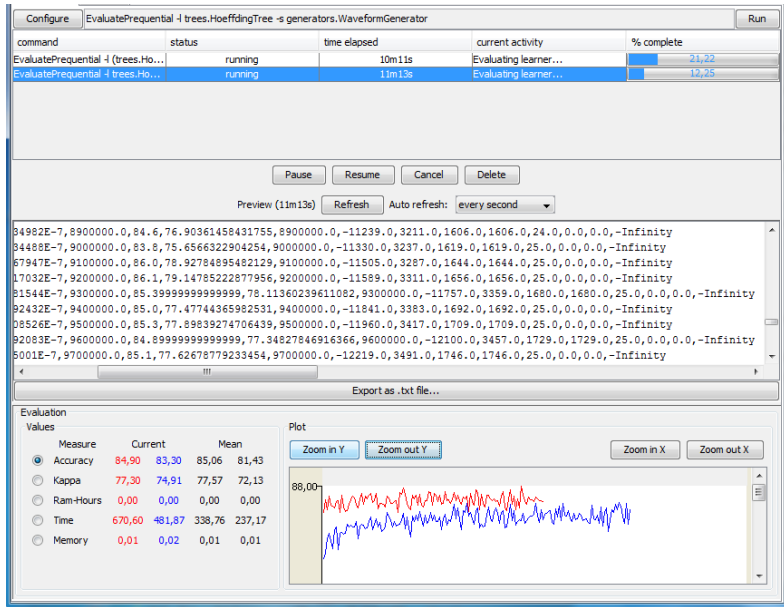 Configure EvaluatePrequential -l trees.HoeffdingTree -s generators.WaveformGenerator Run
command status time elapsed current activity % complete
EvaluatePrequential -l (trees.Ho... running 10m11s Evaluating learner... 21,22
EvaluatePrequential -l trees.Ho... running 11m13s Evaluating learner... 12,25
Pause Resume Cancel Delete
Preview (11m13s) Refresh Auto refresh: every second
34982E-7,8900000.0,84.6,76.90361458431755,8900000.0,-11239.0,3211.0,1606.0,1606.0,24.0,0.0,0.0,-Infinity
34488E-7,9000000.0,83.8,75.6566322904254,9000000.0,-11330.0,3237.0,1619.0,1619.0,25.0,0.0,0.0,-Infinity
67947E-7,9100000.0,86.0,78.92784895482129,9100000.0,-11505.0,3287.0,1644.0,1644.0,25.0,0.0,0.0,-Infinity
17032E-7,9200000.0,86.1,79.14785222877956,9200000.0,-11589.0,3311.0,1656.0,1656.0,25.0,0.0,0.0,-Infinity
81544E-7,9300000.0,85.39999999999999,78.11360239611082,9300000.0,-11757.0,3359.0,1680.0,1680.0,25.0,0.0,0.0,-Infinity
92432E-7,9400000.0,85.0,77.47744365982531,9400000.0,-11841.0,3383.0,1692.0,1692.0,25.0,0.0,0.0,-Infinity
08526E-7,9500000.0,85.3,77.89839274706439,9500000.0,-11960.0,3417.0,1709.0,1709.0,25.0,0.0,0.0,-Infinity
92083E-7,9600000.0,84.89999999999999,77.34827846916366,9600000.0,-12100.0,3457.0,1729.0,1729.0,25.0,0.0,0.0,-Infinity
5001E-7,9700000.0,85.1,77.62678779233454,9700000.0,-12219.0,3491.0,1746.0,1746.0,25.0,0.0,0.0,-Infinity
Export as .txt file...
Evaluation
Values Plot
Measure Current Mean
Zoom in Y Zoom out Y Zoom in X Zoom out X
Accuracy 84,90 83,30 85,06 81,43
Kappa 77,30 74,91 77,57 72,13
88,00
Ram-Hours 0,00 0,00 0,00 0,00
Time 670,60 481,87 338,76 237,17
Memory 0,01 0,02 0,01 0,01